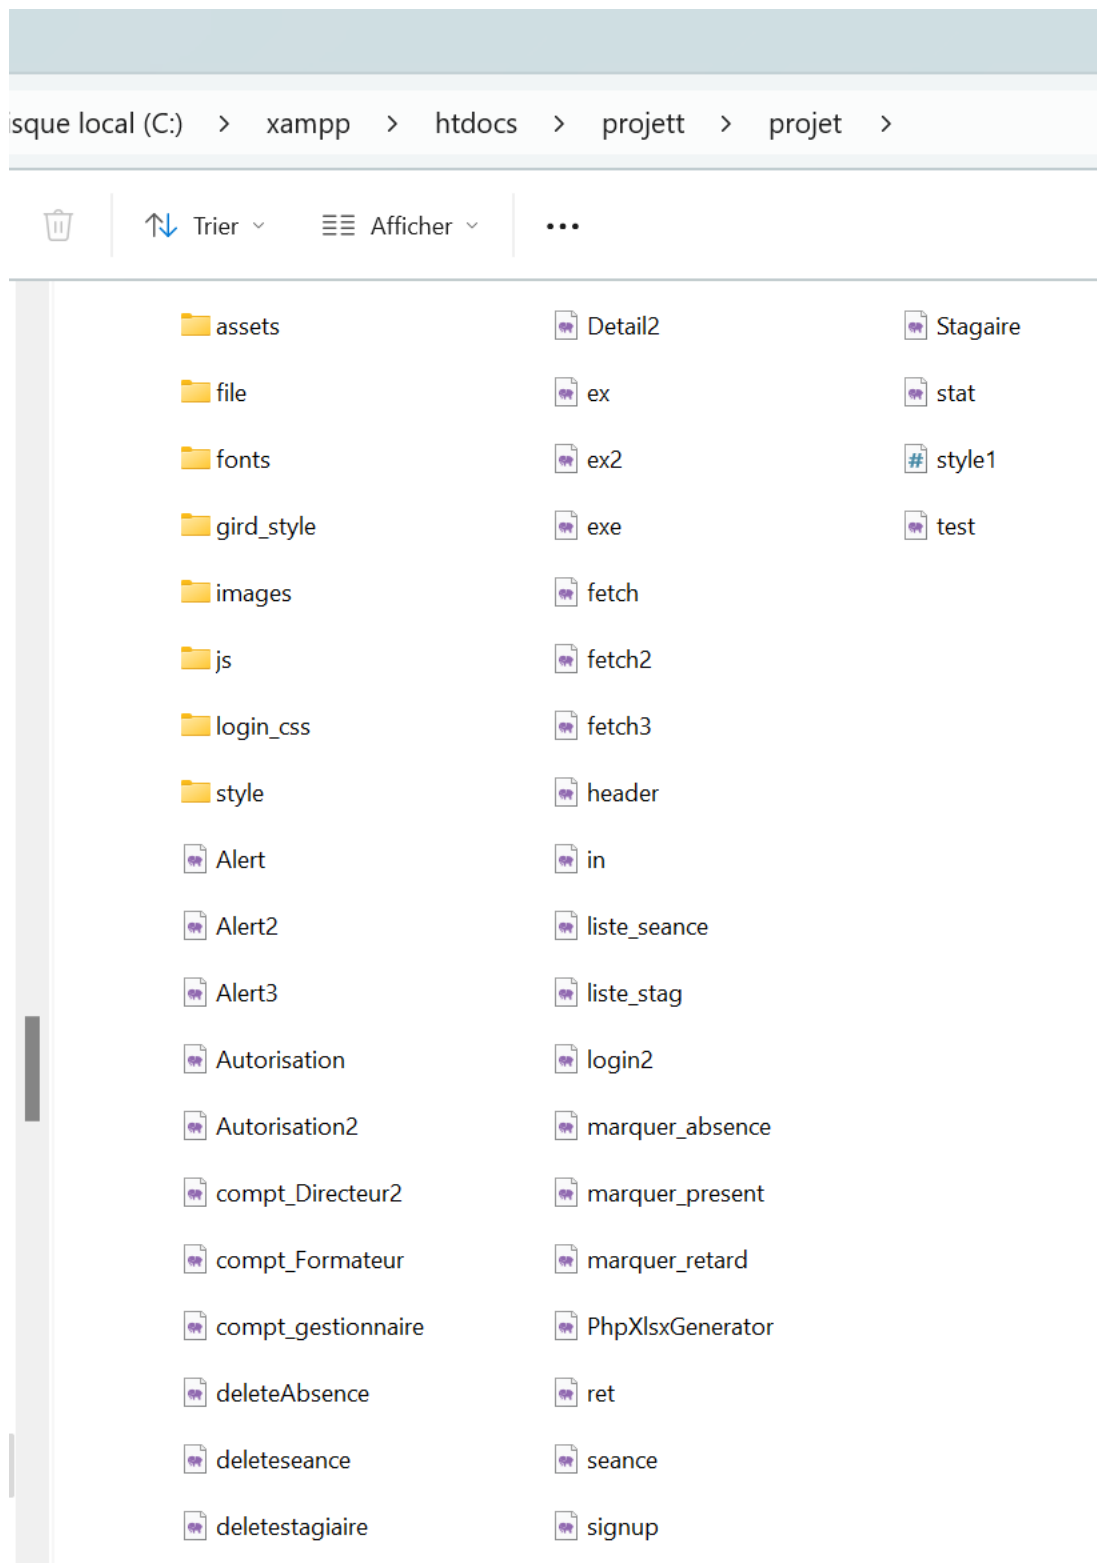 isque local (C:) > xampp > htdocs > projett > projet >
Trier Afficher
assets
file
fonts
gird_style
images
js
login_css
style
Alert
Alert2
Alert3
Autorisation
Autorisation2
compt_Directeur2
compt_Formateur
compt_gestionnaire
deleteAbsence
deleteseance
deletestagiaire
Detail2
ex
ex2
exe
fetch
fetch2
fetch3
header
in
liste_seance
liste_stag
login2
marquer_absence
marquer_present
marquer_retard
PhpXlsxGenerator
ret
seance
signup
Stagaire
stat
style1
test